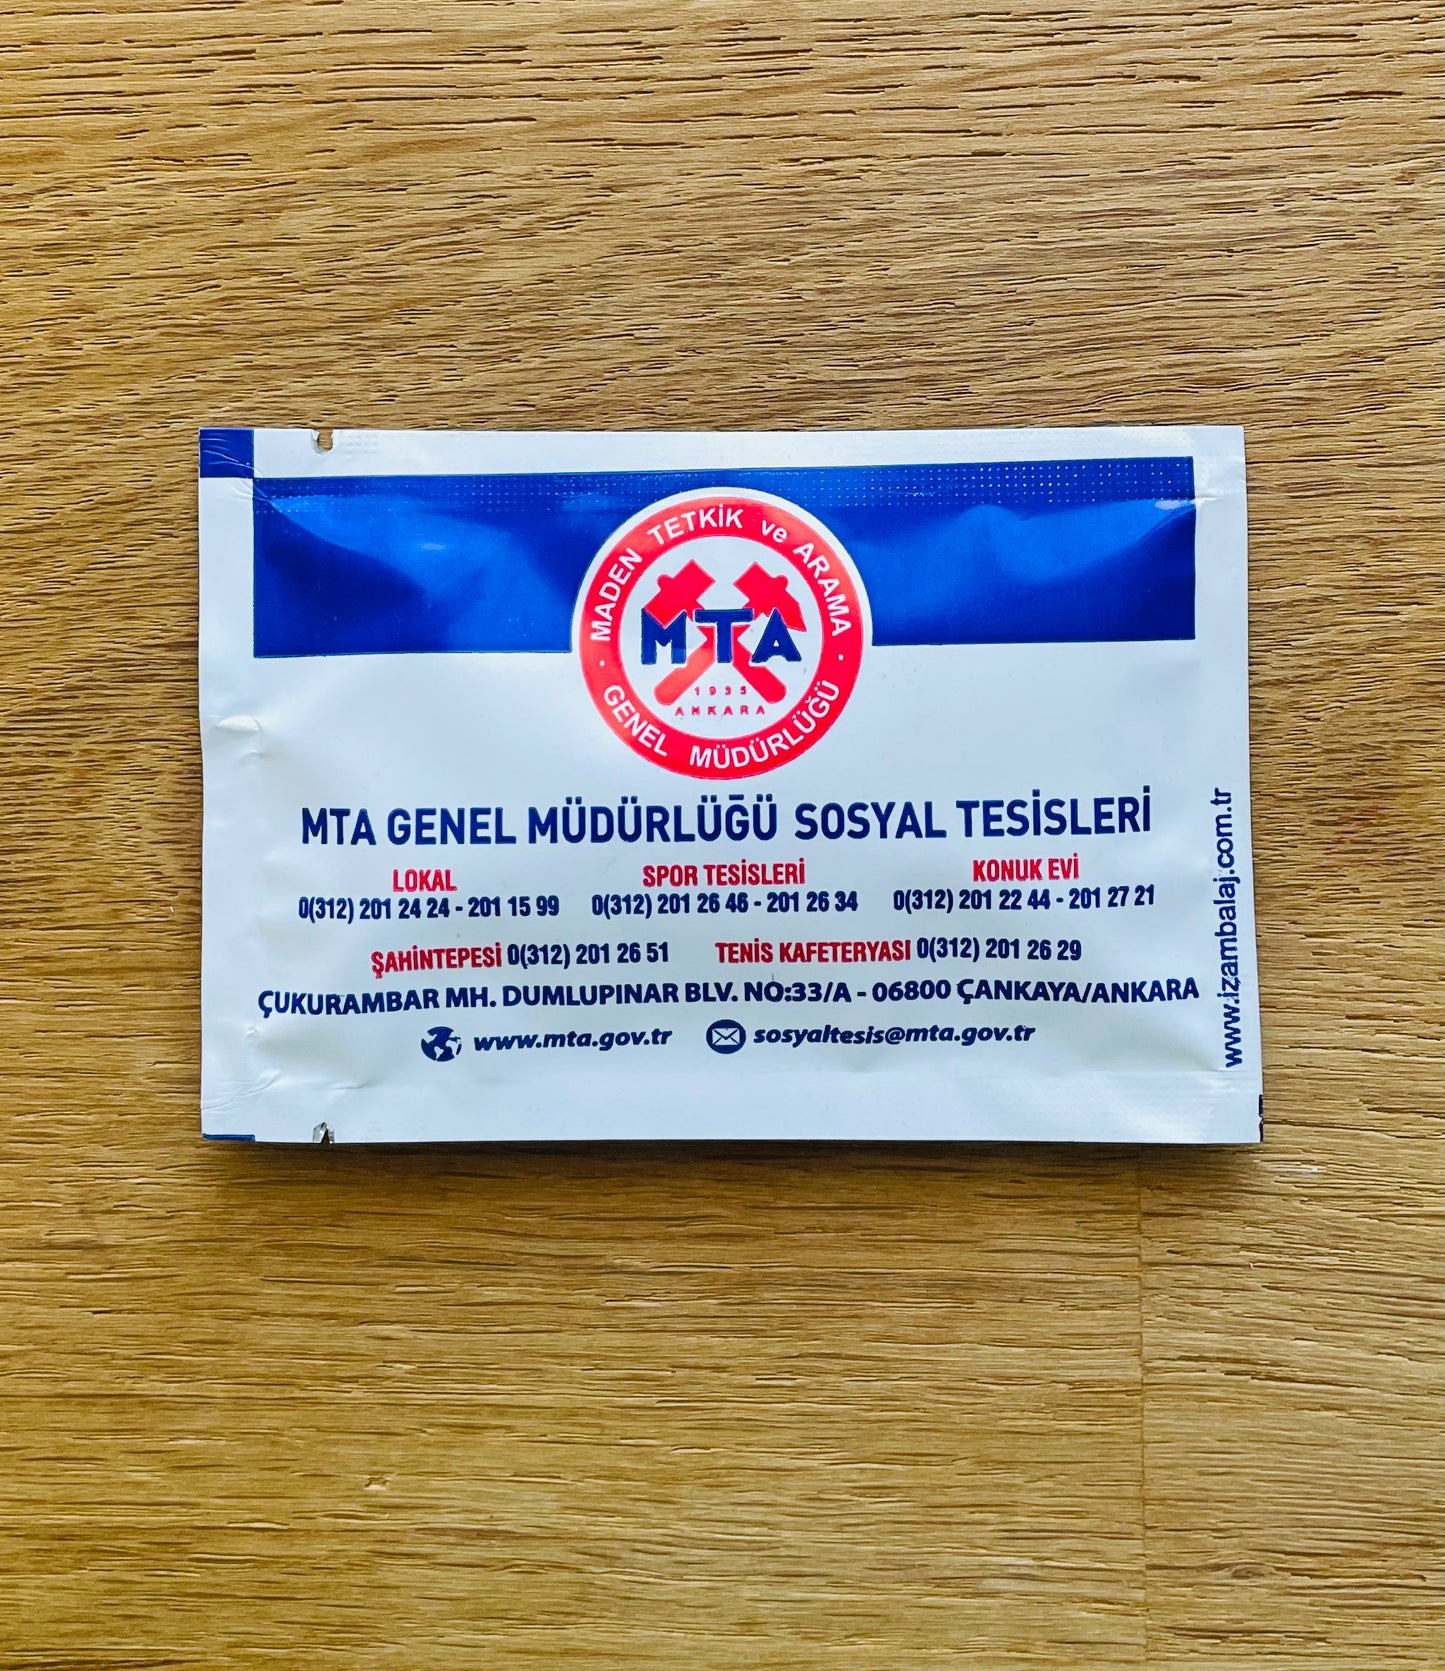 MADEN TETKİK ve ARAMA
MTA
1935
ANKARA
GENEL MÜDÜRLÜĞÜ
MTA GENEL MÜDÜRLÜĞÜ SOSYAL TESİSLERİ
LOKAL SPOR TESİSLERİ KONUK EVİ
0(312) 201 24 24 - 201 15 99 0(312) 201 26 46 - 201 26 34 0(312) 201 22 44 - 201 27 21
ŞAHİNTEPESİ 0(312) 201 26 51 TENİS KAFETERYASI 0(312) 201 26 29
ÇUKURAMBAR MH. DUMLUPINAR BLV. NO:33/A - 06800 ÇANKAYA/ANKARA
www.mta.gov.tr sosyaltesis@mta.gov.tr
www.izambalaj.com.tr